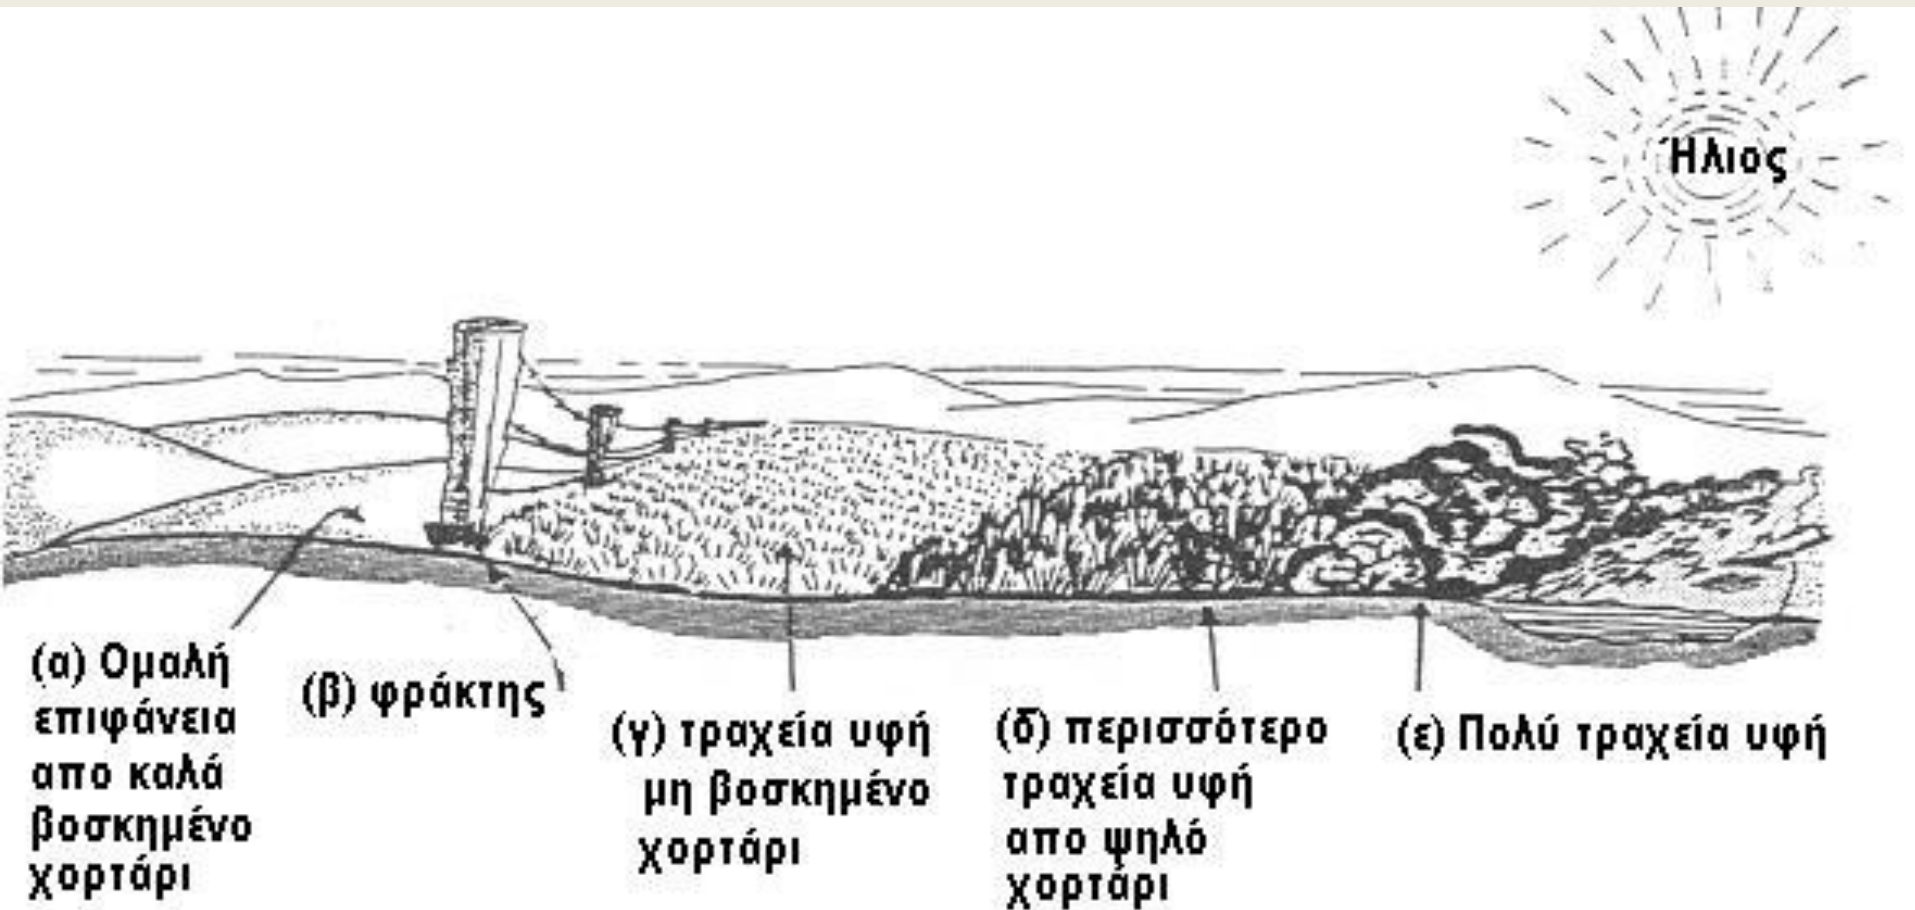 Ήλιος
(α) Ομαλή
επιφάνεια
απο καλά
βοσκημένο
χορτάρι
(β) φράκτης
(γ) τραχεία υφή
μη βοσκημένο
χορτάρι
(δ) περισσότερο
τραχεία υφή
απο ψηλό
χορτάρι
(ε) Πολύ τραχεία υφή